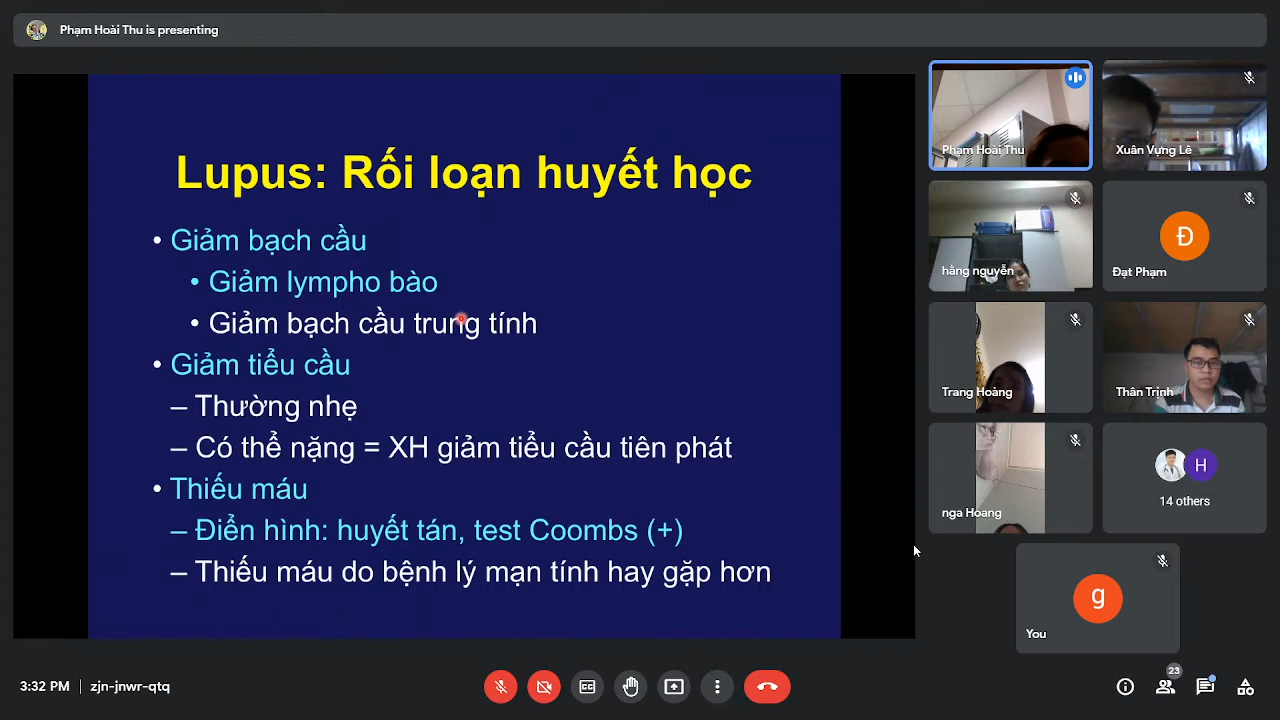 Phạm Hoài Thu is presenting
Lupus: Rối loạn huyết học
• Giảm bạch cầu
• Giảm lympho bào
• Giảm bạch cầu trung tính
• Giảm tiểu cầu
– Thường nhẹ
– Có thể nặng = XH giảm tiểu cầu tiên phát
• Thiếu máu
– Điển hình: huyết tán, test Coombs (+)
– Thiếu máu do bệnh lý mạn tính hay gặp hơn
Phạm Hoài Thu
Xuân Vựng Lê
hằng nguyễn
Đ
Đạt Phạm
Trang Hoàng
Thân Trịnh
nga Hoang
H
14 others
g
You
3:32 PM | zjn-jnwr-qtq
23